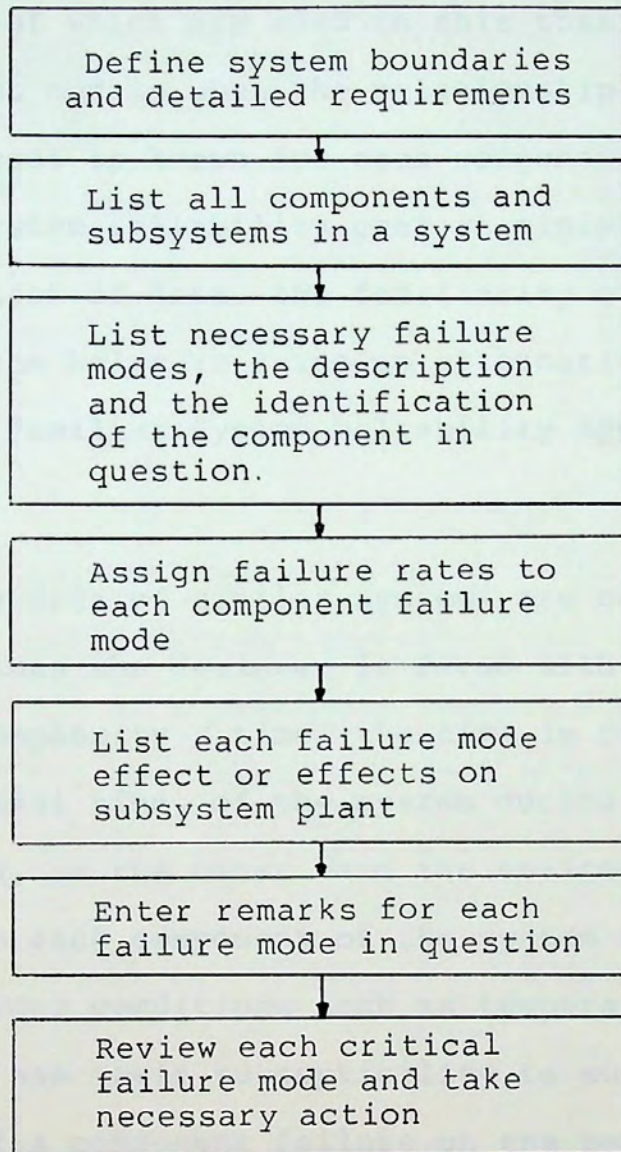 Define system boundaries
and detailed requirements
List all components and
subsystems in a system
List necessary failure
modes, the description
and the identification
of the component in
question.
Assign failure rates to
each component failure
mode
List each failure mode
effect or effects on
subsystem plant
Enter remarks for each
failure mode in question
Review each critical
failure mode and take
necessary action